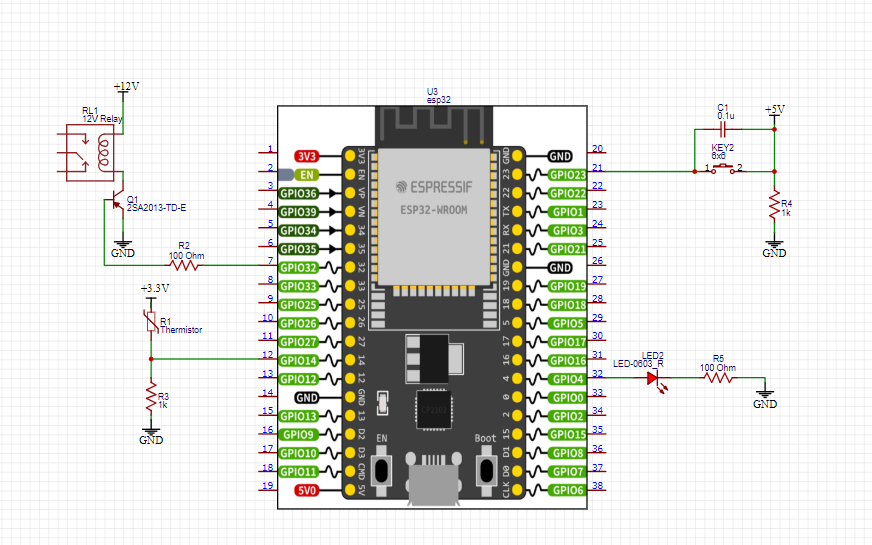 +12V
RL1
12V Relay
Q1
2SA2013-TD-E
GND
R2
100 Ohm
+3.3V
R1
Thermistor
R3
1k
GND
U3
esp32
1 3V3 3V3
2 EN EN
3 GPIO36 VP
4 GPIO39 VN
5 GPIO34 34
6 GPIO35 35
7 GPIO32 32
8 GPIO33 33
9 GPIO25 25
10 GPIO26 26
11 GPIO27 27
12 GPIO14 14
13 GPIO12 12
14 GND GND
15 GPIO13 13
16 GPIO9 D2
17 GPIO10 D3
18 GPIO11 CMD
19 5V0 5V
ESPRESSIF
ESP32-WROOM
CP2102
EN
Boot
GND GND 20
23 GPIO23 21
22 GPIO22 22
TX GPIO1 23
RX GPIO3 24
21 GPIO21 25
GND GND 26
19 GPIO19 27
18 GPIO18 28
5 GPIO5 29
17 GPIO17 30
16 GPIO16 31
4 GPIO4 32
0 GPIO0 33
2 GPIO2 34
15 GPIO15 35
D1 GPIO8 36
D0 GPIO7 37
CLK GPIO6 38
C1
0.1u
+5V
KEY2
6x6
1 2
R4
1k
GND
LED2
LED-0603_R
R5
100 Ohm
GND